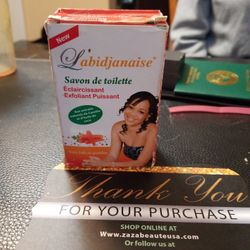 New
L'abidjanaise
Savon de toilette
Eclaircissant
Exfoliant Puissant
Thank You
FOR YOUR PURCHASE
SHOP ONLINE AT
www.zazabeauteusa.com
Or follow us at